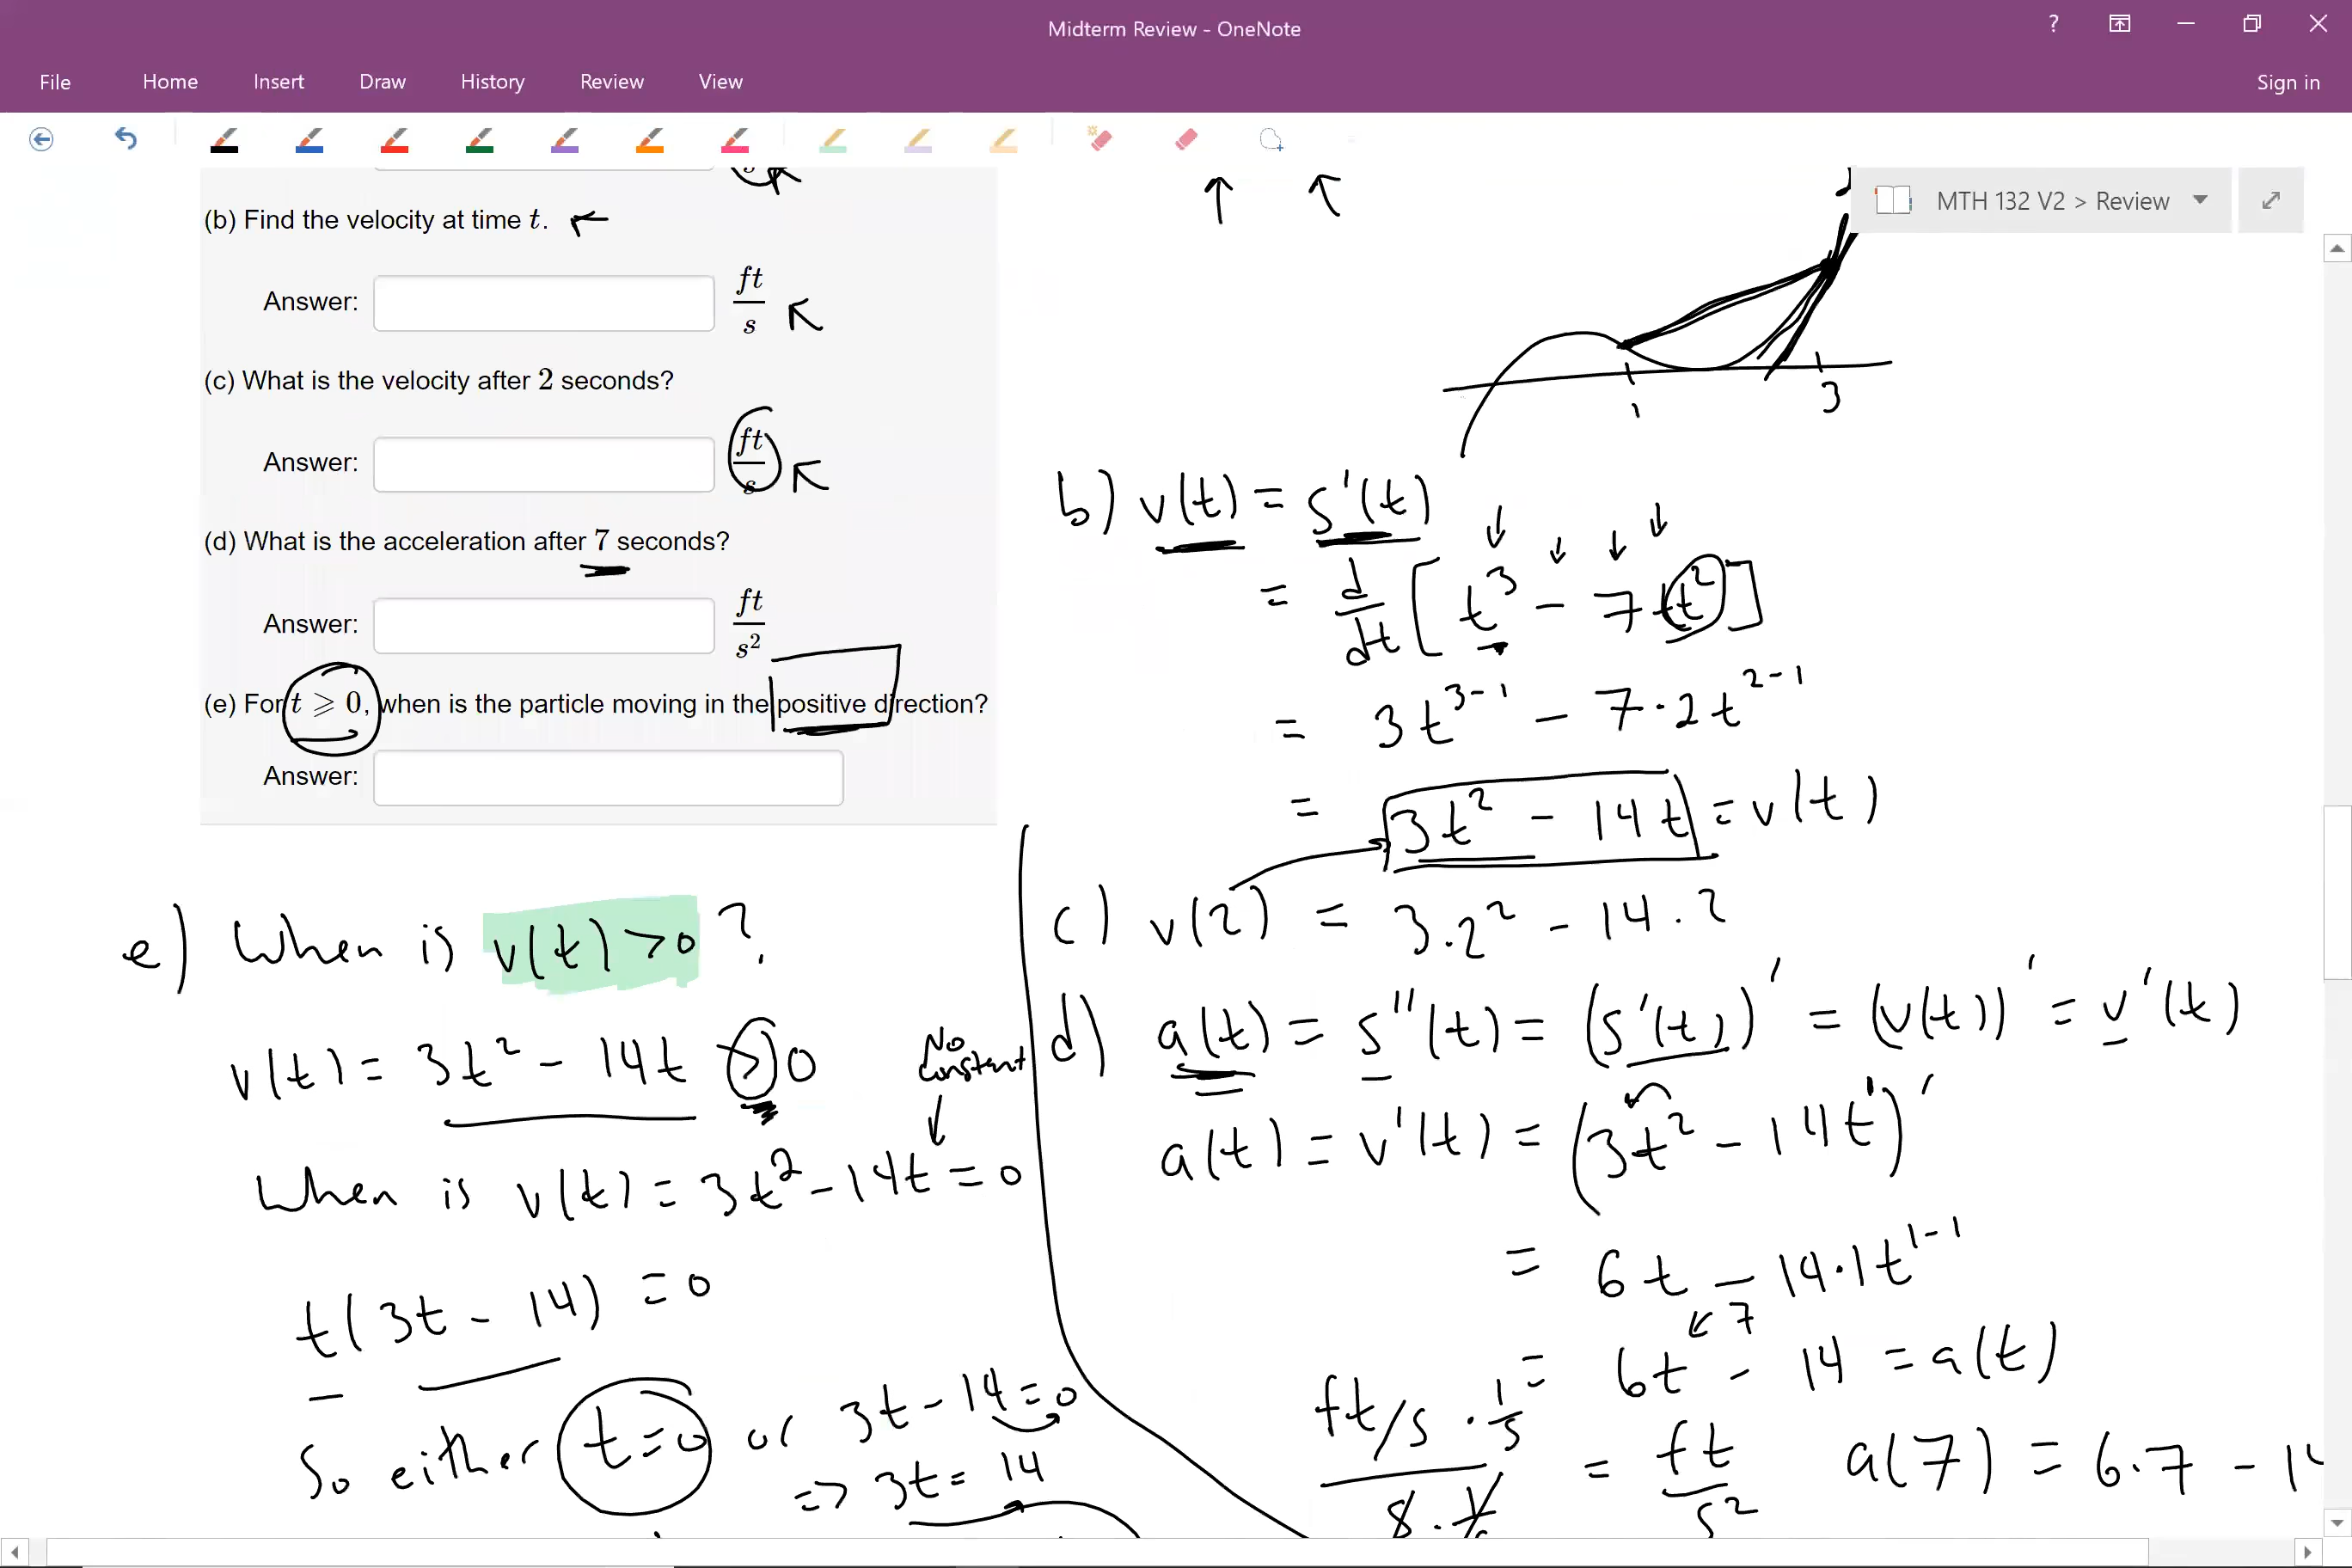 Midterm Review - OneNote
?
File Home Insert Draw History Review View
Sign in
MTH 132 V2 > Review
(b) Find the velocity at time t.
Answer: ft/s
(c) What is the velocity after 2 seconds?
Answer: ft/s
(d) What is the acceleration after 7 seconds?
Answer: ft/s²
(e) For t ⩾ 0, when is the particle moving in the positive direction?
Answer:
1 3
b) v(t) = s'(t)
= d/dt [t³ - 7t²]
= 3t³⁻¹ - 7·2t²⁻¹
= 3t² - 14t = v(t)
c) v(2) = 3·2² - 14·2
d) a(t) = s''(t) = (s'(t))' = (v(t))' = v'(t)
a(t) = v'(t) = (3t² - 14t¹)'
= 6t - 14·1t¹⁻¹
7
= 6t - 14 = a(t)
ft/s · 1/s
= ft/s²
a(7) = 6·7 - 14
e) When is v(t) >0 ?
v(t) = 3t² - 14t > 0
No constant
When is v(t) = 3t² - 14t = 0
t(3t - 14) = 0
So either t=0 or 3t - 14 = 0
=> 3t = 14